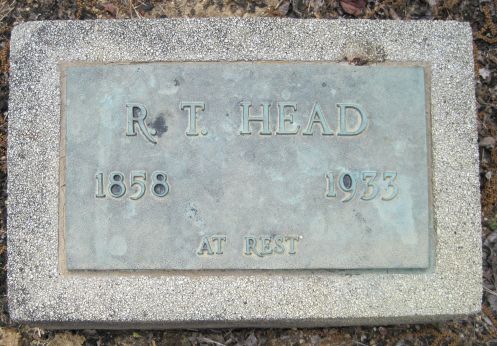 R. T. HEAD
1858 1933
AT REST